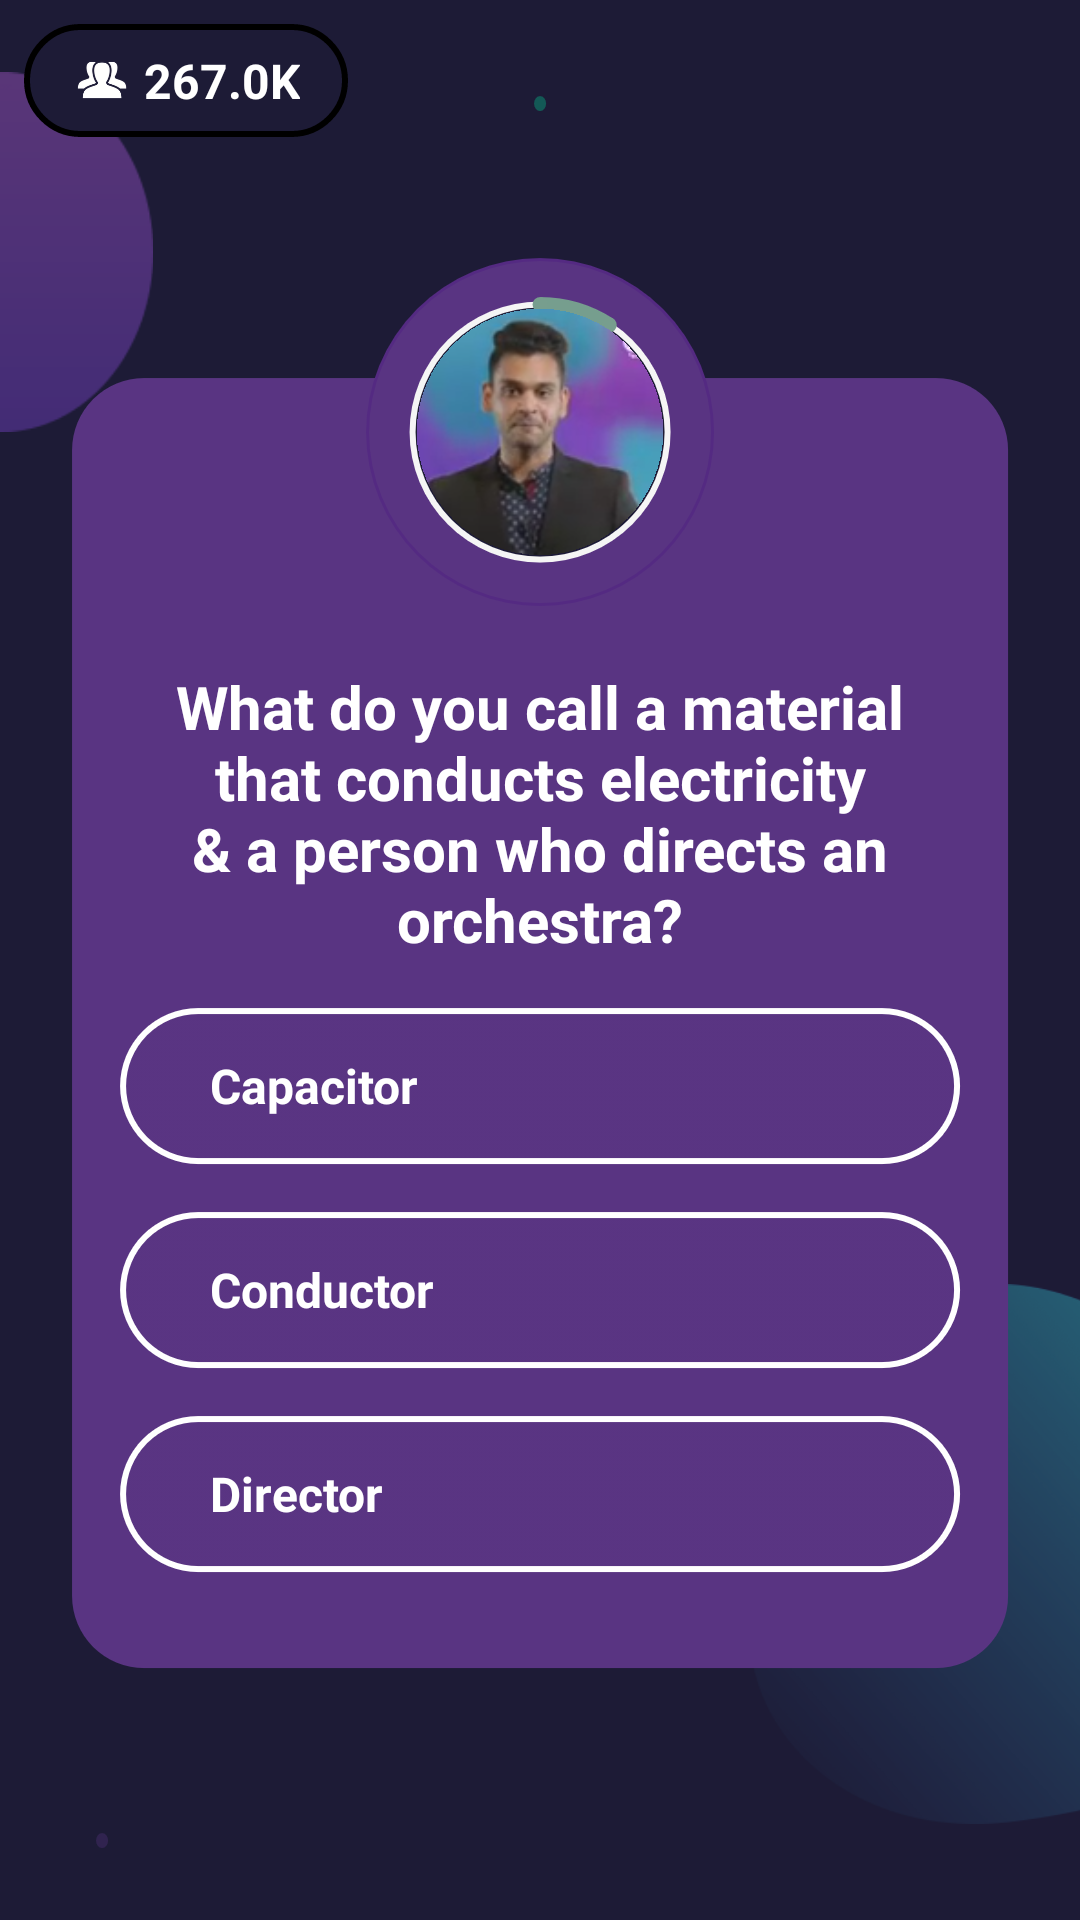 267.0K
What do you call a material
that conducts electricity
& a person who directs an
orchestra?
Capacitor
Conductor
Director